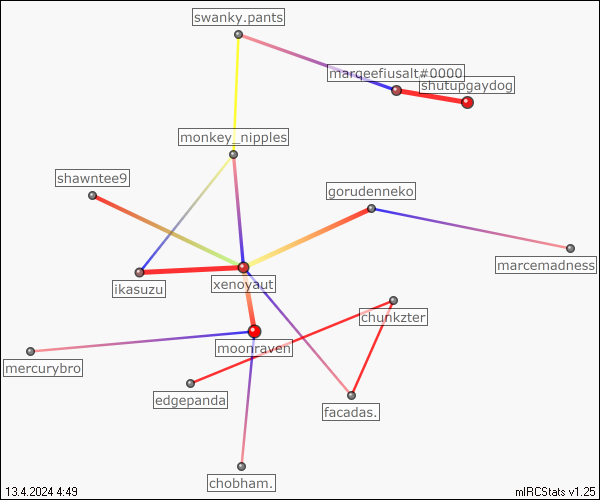 swanky.pants
marqeefiusalt#0000
shutupgaydog
monkey_nipples
shawntee9
gorudenneko
marcemadness
ikasuzu
xenoyaut
chunkzter
moonraven
mercurybro
edgepanda
facadas.
chobham.
13.4.2024 4:49
mIRCStats v1.25